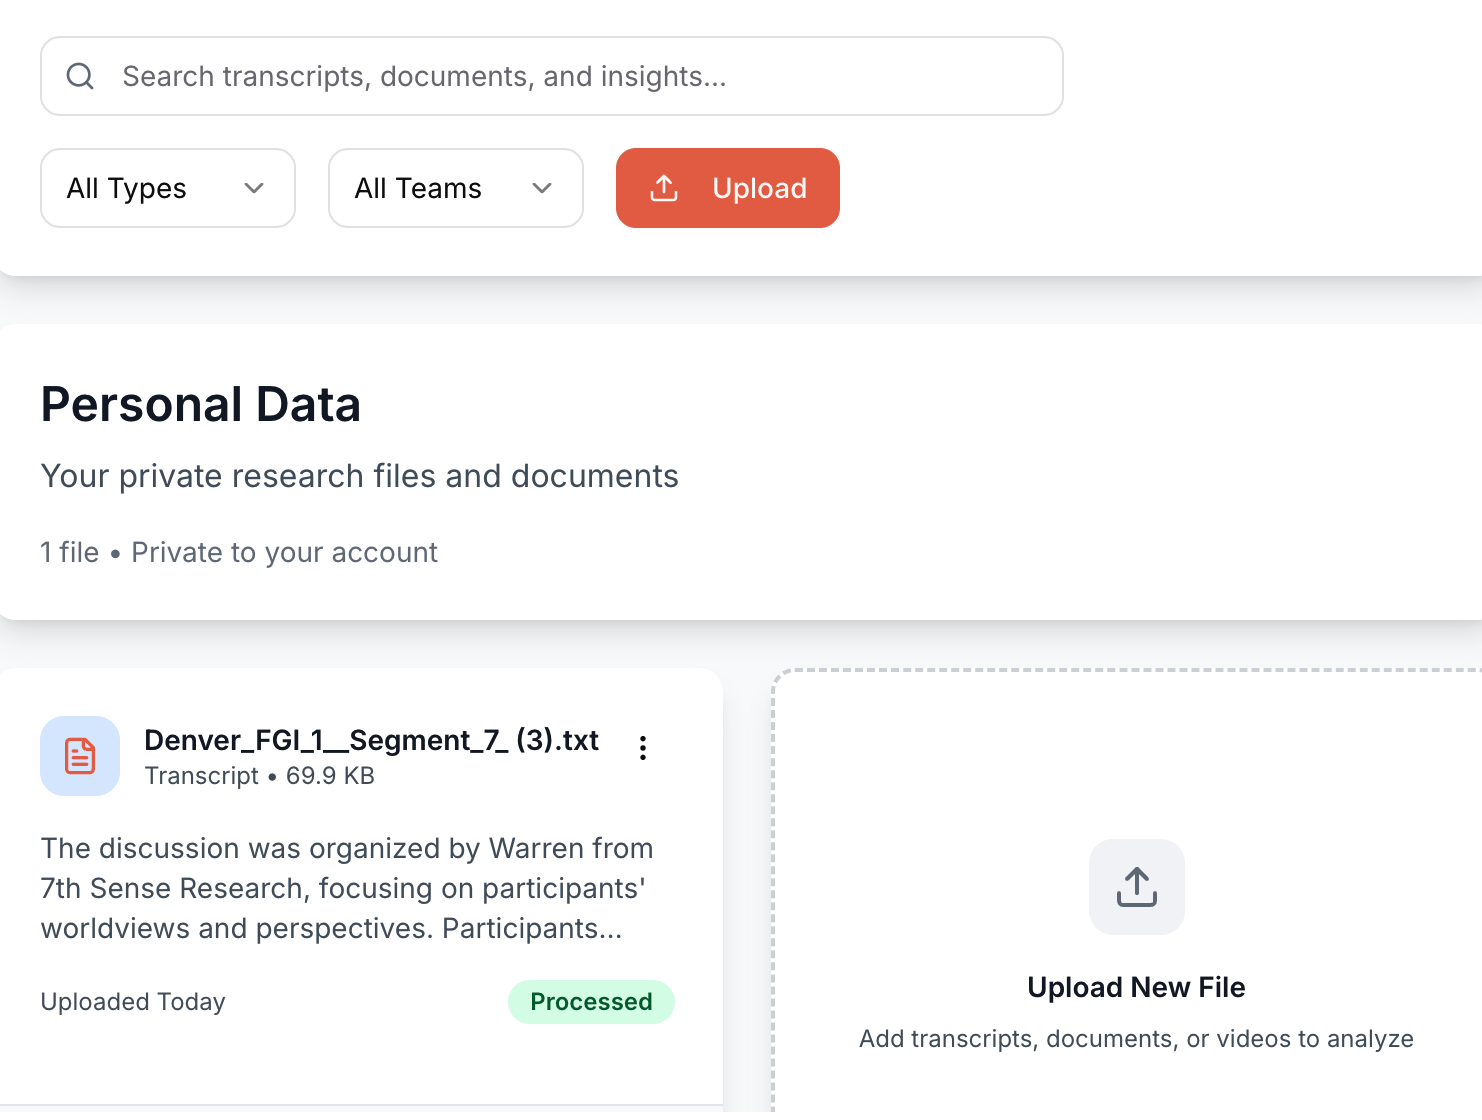 Search transcripts, documents, and insights...
All Types
All Teams
Upload
Personal Data
Your private research files and documents
1 file • Private to your account
Denver_FGI_1__Segment_7_ (3).txt
Transcript • 69.9 KB
The discussion was organized by Warren from
7th Sense Research, focusing on participants'
worldviews and perspectives. Participants...
Uploaded Today
Processed
Upload New File
Add transcripts, documents, or videos to analyze